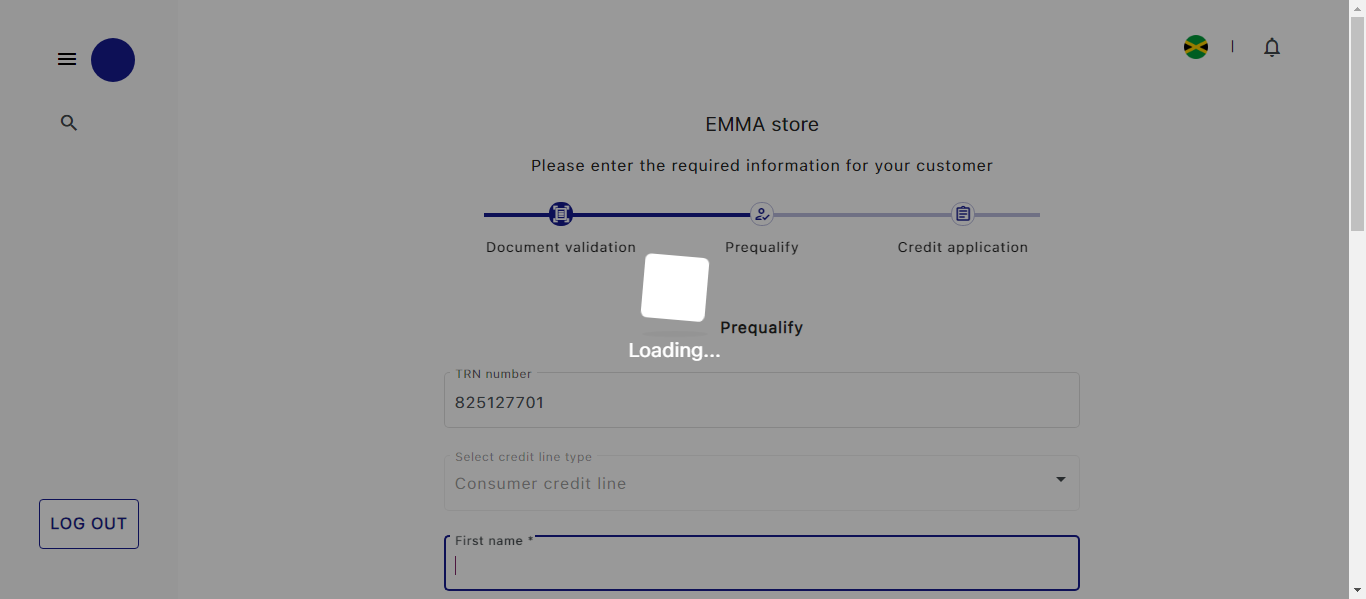 EMMA store
Please enter the required information for your customer
Document validation
Prequalify
Credit application
Prequalify
Loading...
TRN number
825127701
Select credit line type
Consumer credit line
First name *
LOG OUT